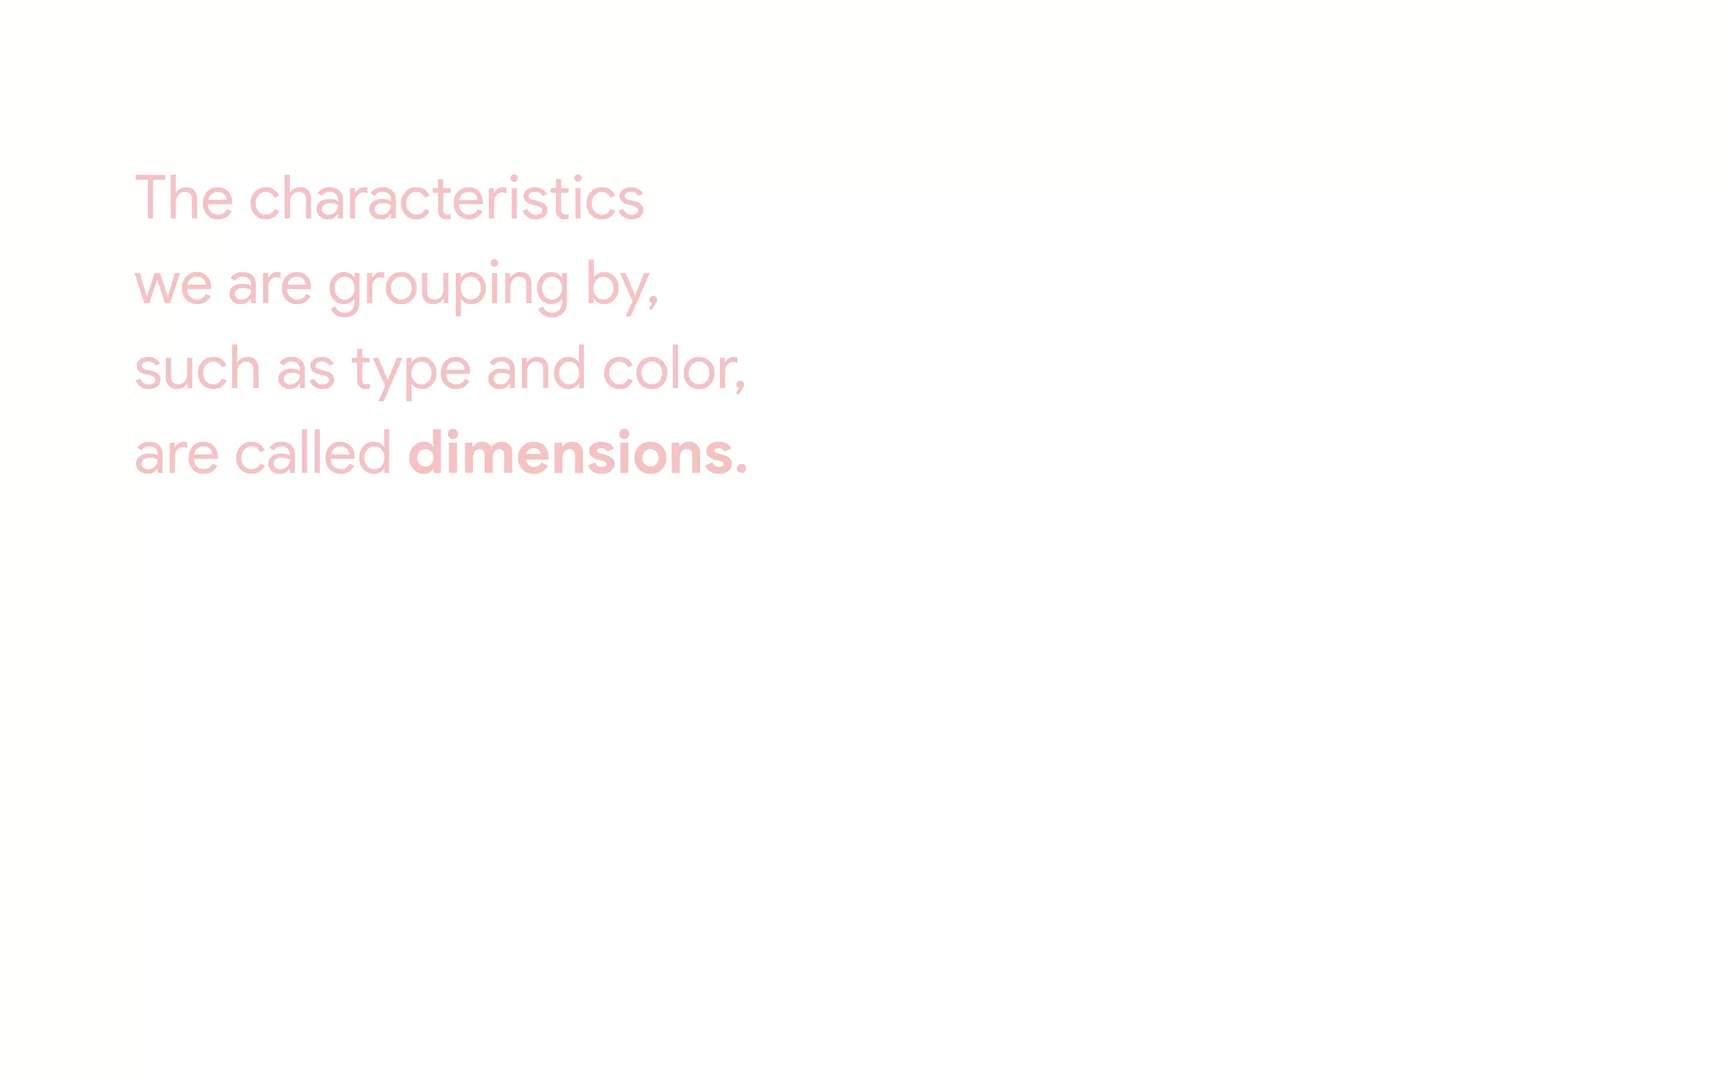 The characteristics
we are grouping by,
such as type and color,
are called dimensions.